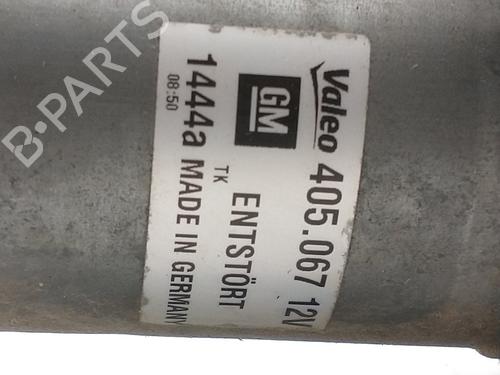 Valeo 405.067 12V
GM ENTSTÖRT
TK
1444a MADE IN GERMANY
08:50
B-PARTS